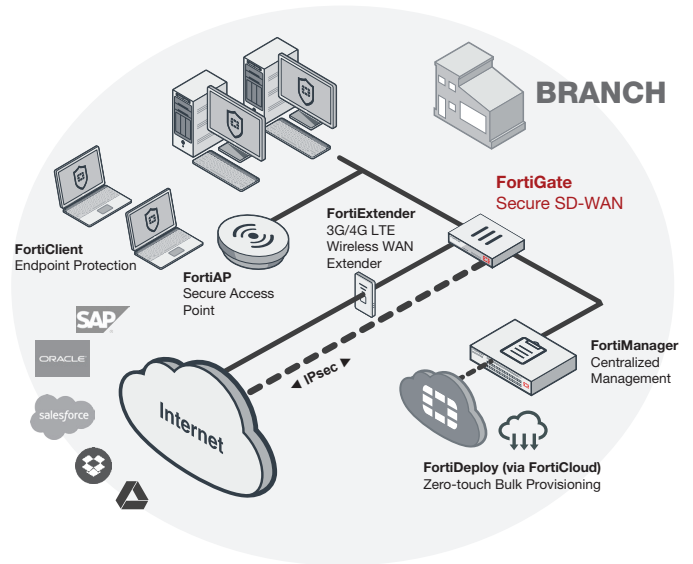 BRANCH
FortiGate
Secure SD-WAN
FortiExtender
3G/4G LTE
Wireless WAN
Extender
FortiClient
Endpoint Protection
FortiAP
Secure Access
Point
SAP
ORACLE
salesforce
Internet
◄ IPsec ►
FortiManager
Centralized
Management
FortiDeploy (via FortiCloud)
Zero-touch Bulk Provisioning